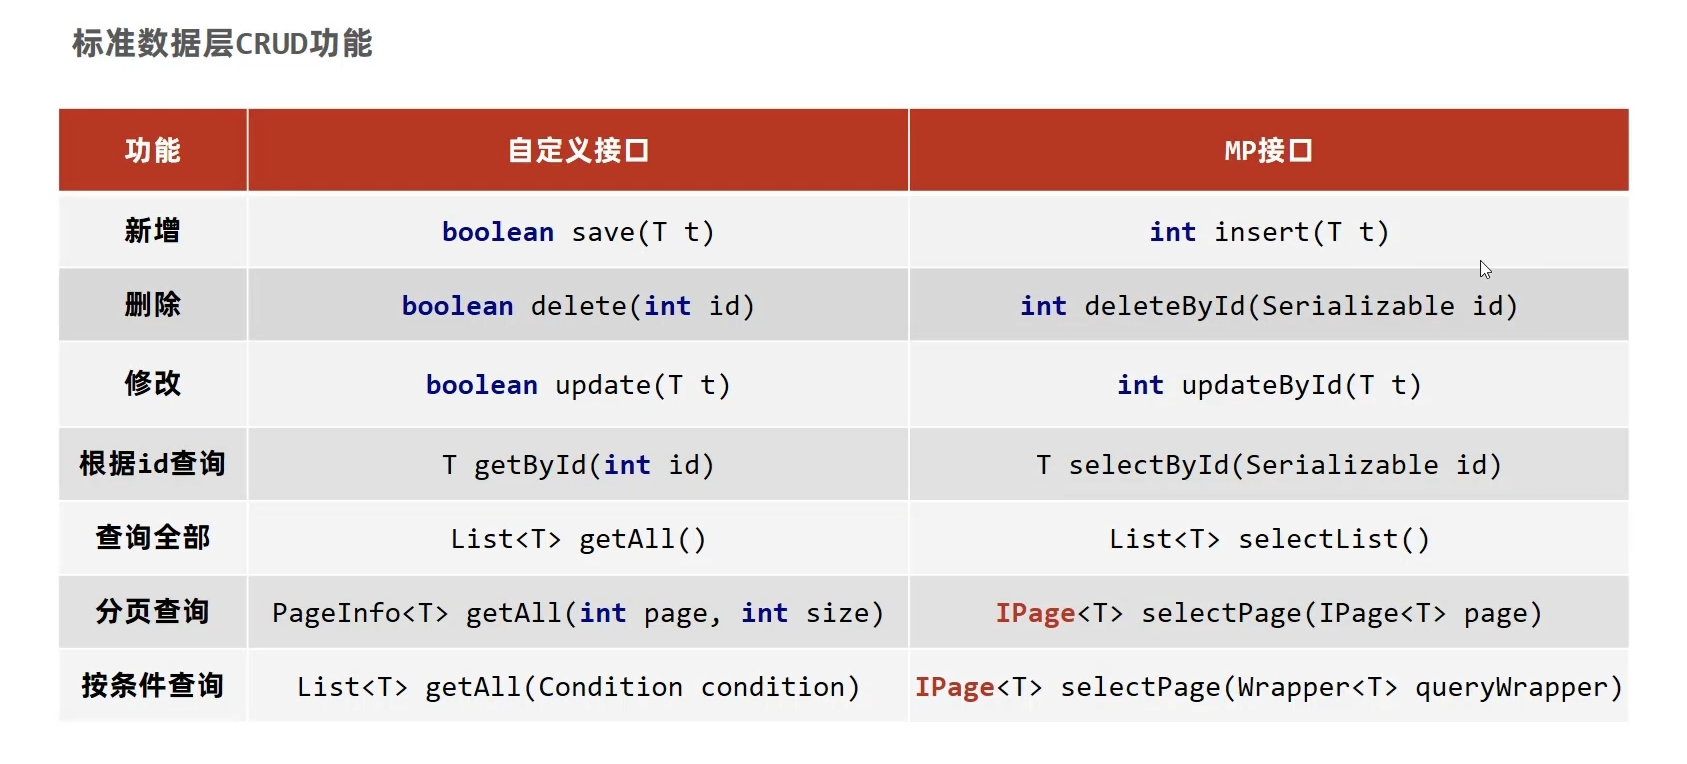 标准数据层CRUD功能
功能 自定义接口 MP接口
新增 boolean save(T t) int insert(T t)
删除 boolean delete(int id) int deleteById(Serializable id)
修改 boolean update(T t) int updateById(T t)
根据id查询 T getById(int id) T selectById(Serializable id)
查询全部 List<T> getAll() List<T> selectList()
分页查询 PageInfo<T> getAll(int page, int size) IPage<T> selectPage(IPage<T> page)
按条件查询 List<T> getAll(Condition condition) IPage<T> selectPage(Wrapper<T> queryWrapper)